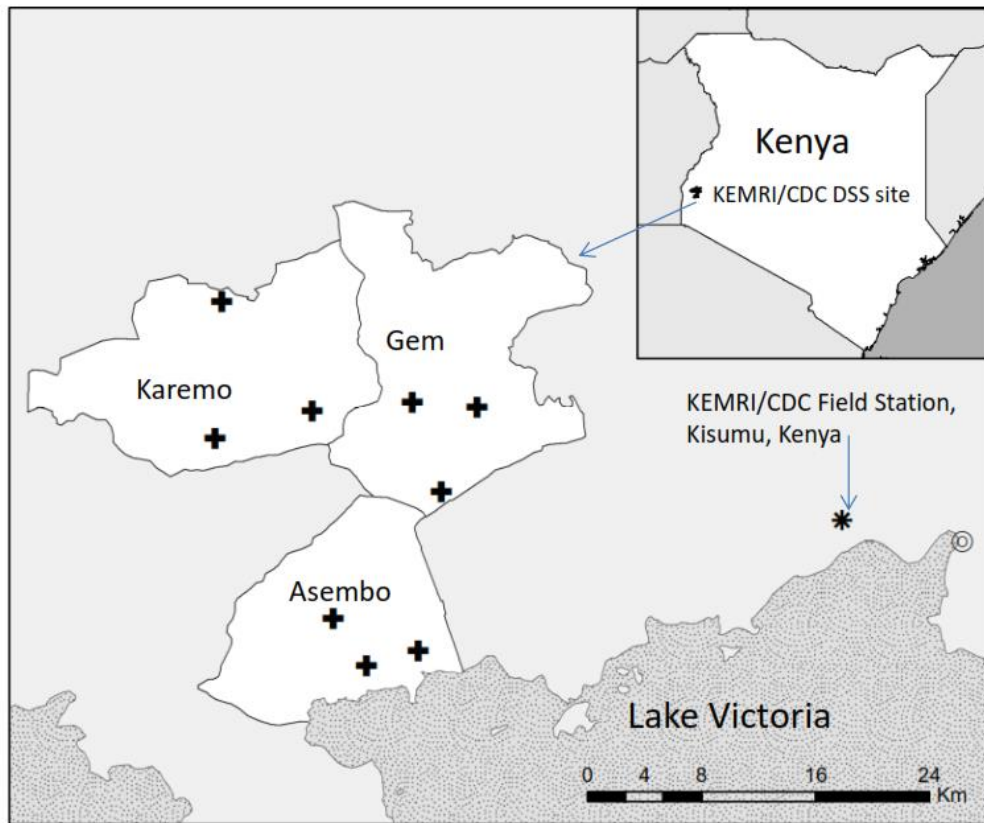 Kenya
KEMRI/CDC DSS site
Gem
Karemo
KEMRI/CDC Field Station,
Kisumu, Kenya
Asembo
Lake Victoria
0 4 8 16 24
Km